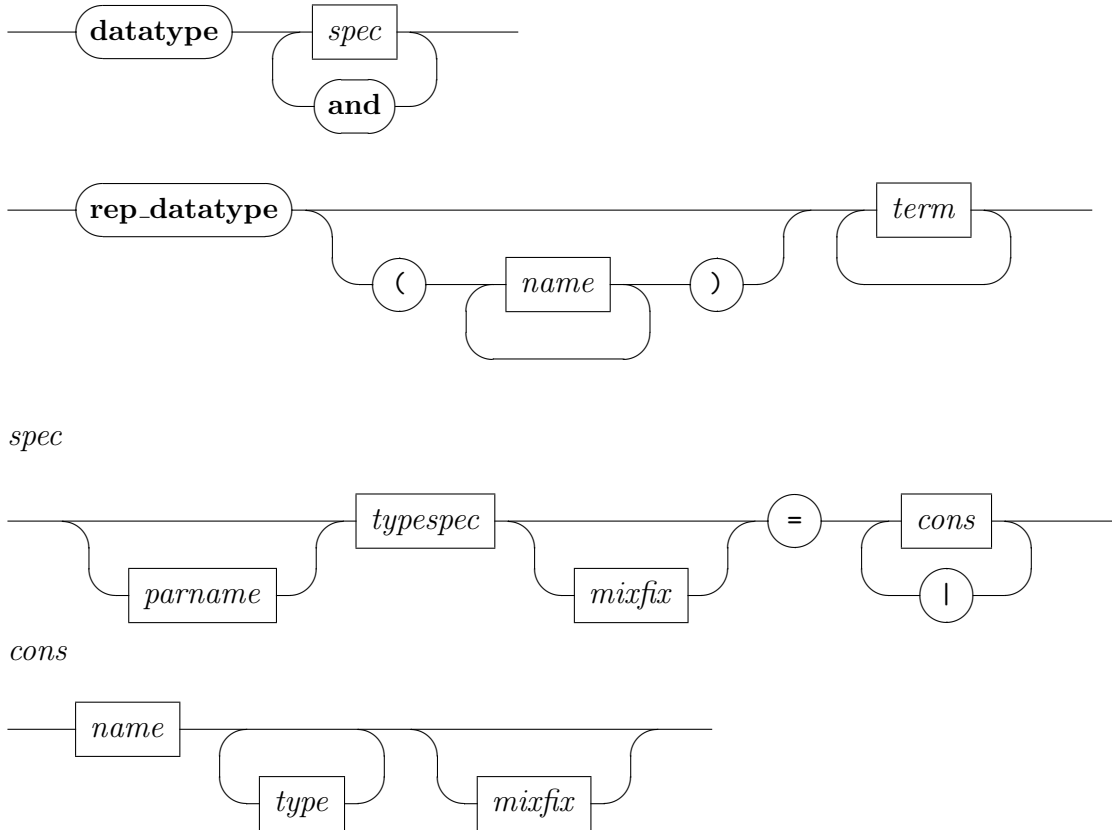 datatype spec
and
rep_datatype term
( name )
spec
typespec = cons
parname mixfix |
cons
name
type mixfix